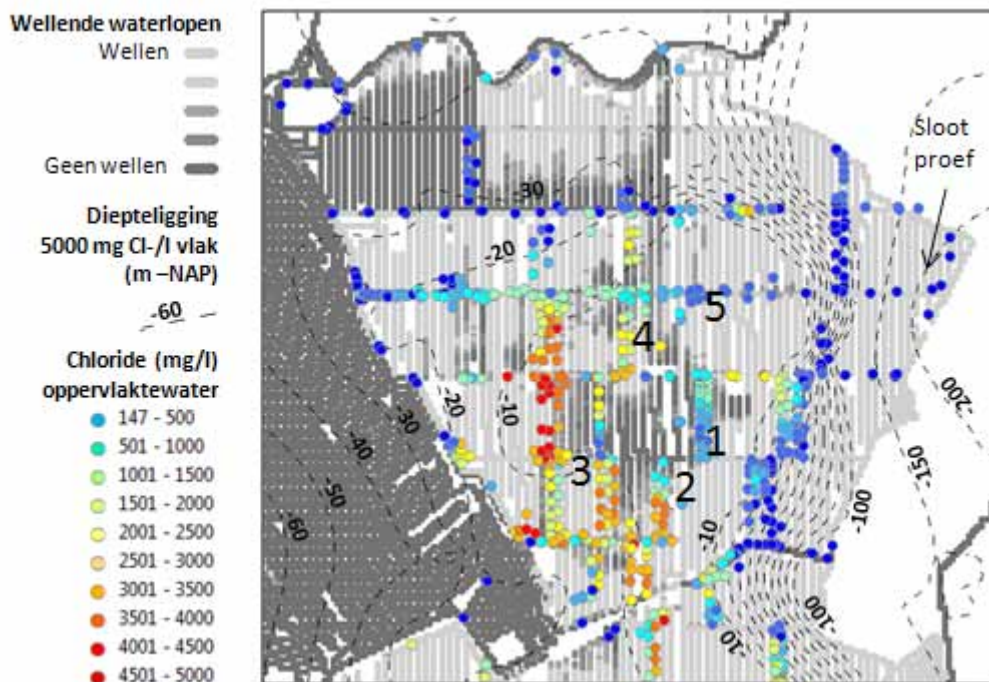 Wellende waterlopen
Wellen
Geen wellen
Diepteligging
5000 mg Cl-/l vlak
(m –NAP)
-60
Chloride (mg/l)
oppervlaktewater
147 - 500
501 - 1000
1001 - 1500
1501 - 2000
2001 - 2500
2501 - 3000
3001 - 3500
3501 - 4000
4001 - 4500
4501 - 5000
Sloot
proef
-30
-20
5
4
-20
-10
-30
-40
-50
-60
1
3
2
-10
-200
-150
-100
-100
-10